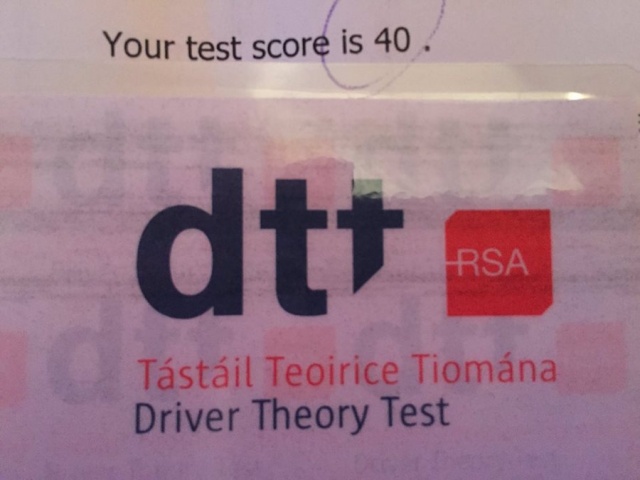 Your test score is 40 .
dtt
RSA
Tástáil Teoirice Tiomána
Driver Theory Test